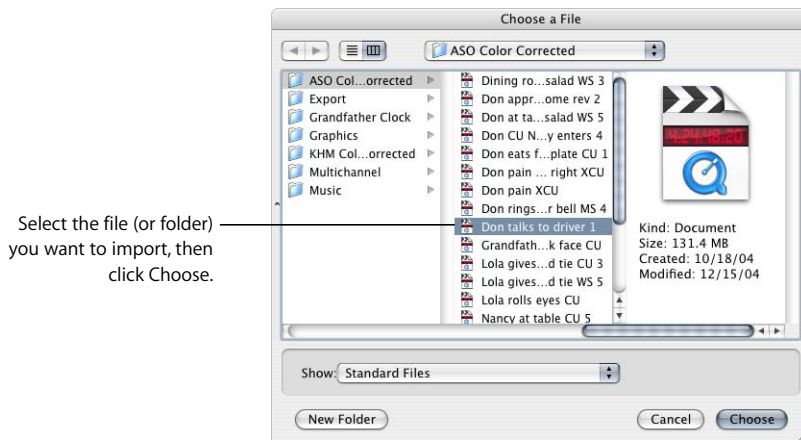 Choose a File
ASO Color Corrected
ASO Col...orrected
Export
Grandfather Clock
Graphics
KHM Col...orrected
Multichannel
Music
Dining ro...salad WS 3
Don appr...ome rev 2
Don at ta...salad WS 5
Don CU N...y enters 4
Don eats f...plate CU 1
Don pain ... right XCU
Don pain XCU
Don rings...r bell MS 4
Don talks to driver 1
Grandfath...k face CU
Lola gives...d tie CU 3
Lola gives...d tie WS 5
Lola rolls eyes CU
Nancy at table CU 5
4:24:48:20
Kind: Document
Size: 131.4 MB
Created: 10/18/04
Modified: 12/15/04
Select the file (or folder)
you want to import, then
click Choose.
Show: Standard Files
New Folder
Cancel
Choose